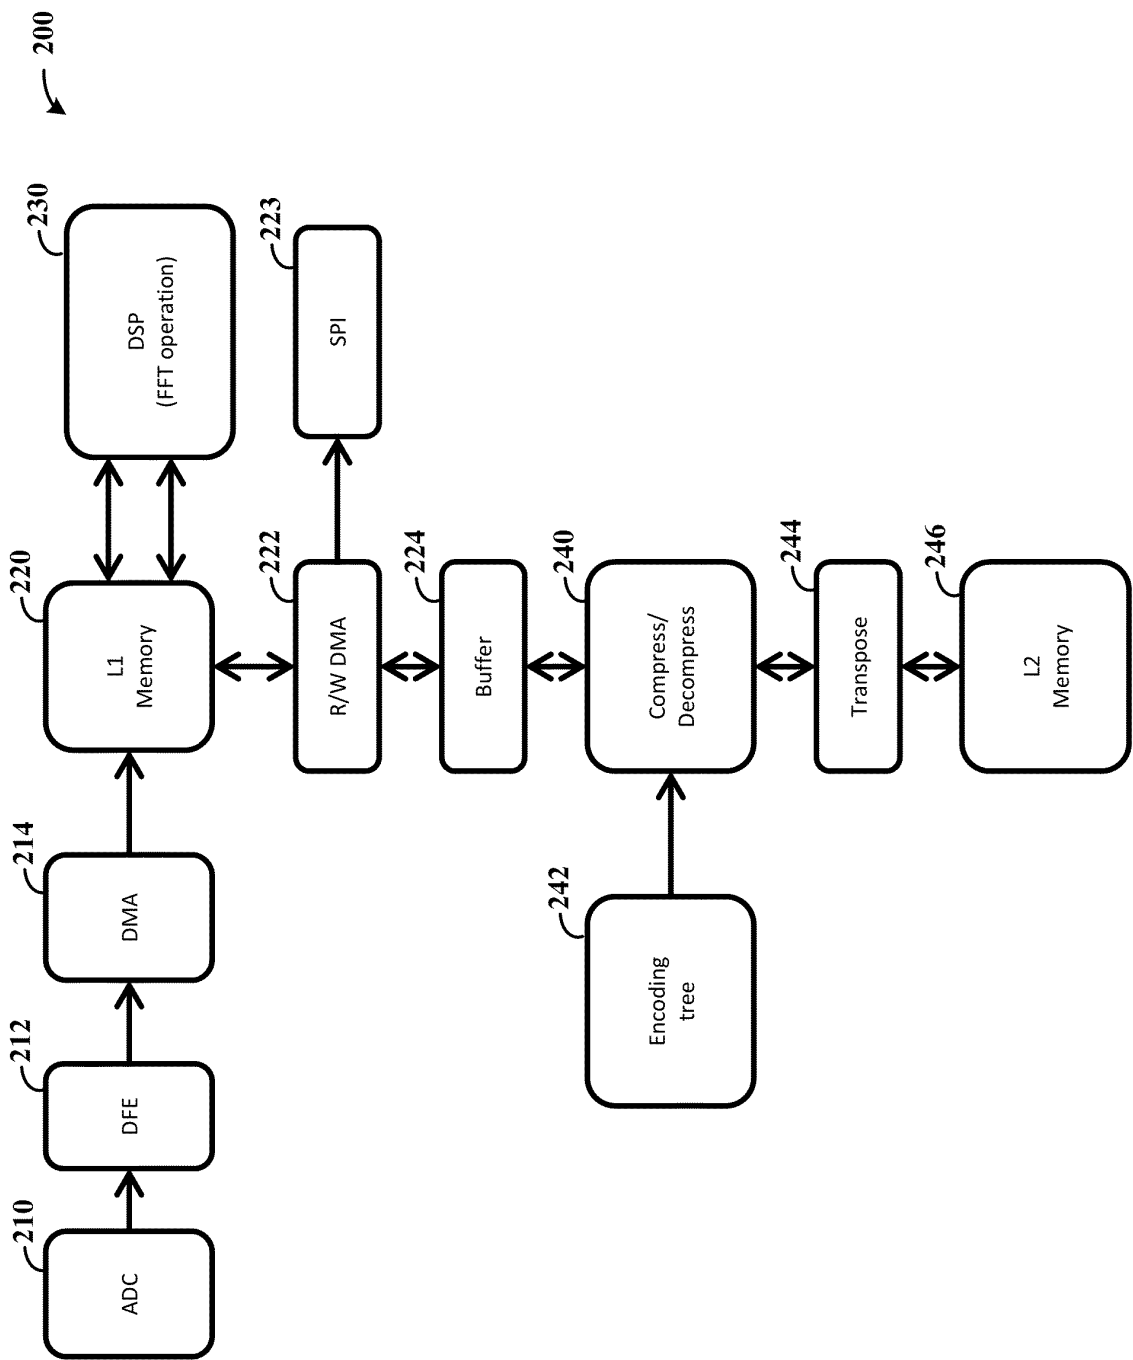 200
210
ADC
212
DFE
214
DMA
220
L1
Memory
230
DSP
(FFT operation)
222
R/W DMA
223
SPI
224
Buffer
242
Encoding
tree
240
Compress/
Decompress
244
Transpose
246
L2
Memory